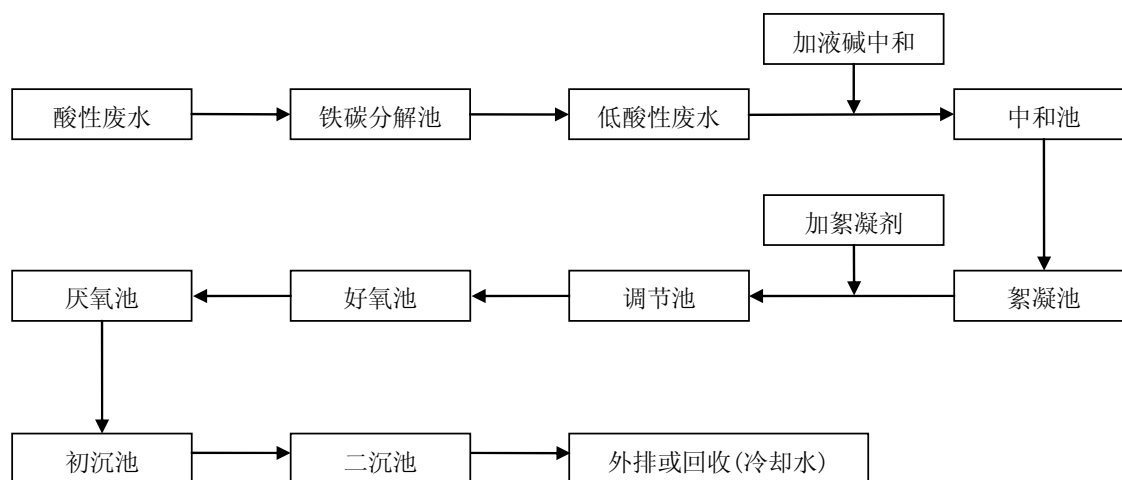 加液碱中和
酸性废水
铁碳分解池
低酸性废水
中和池
加絮凝剂
厌氧池
好氧池
调节池
絮凝池
初沉池
二沉池
外排或回收(冷却水)